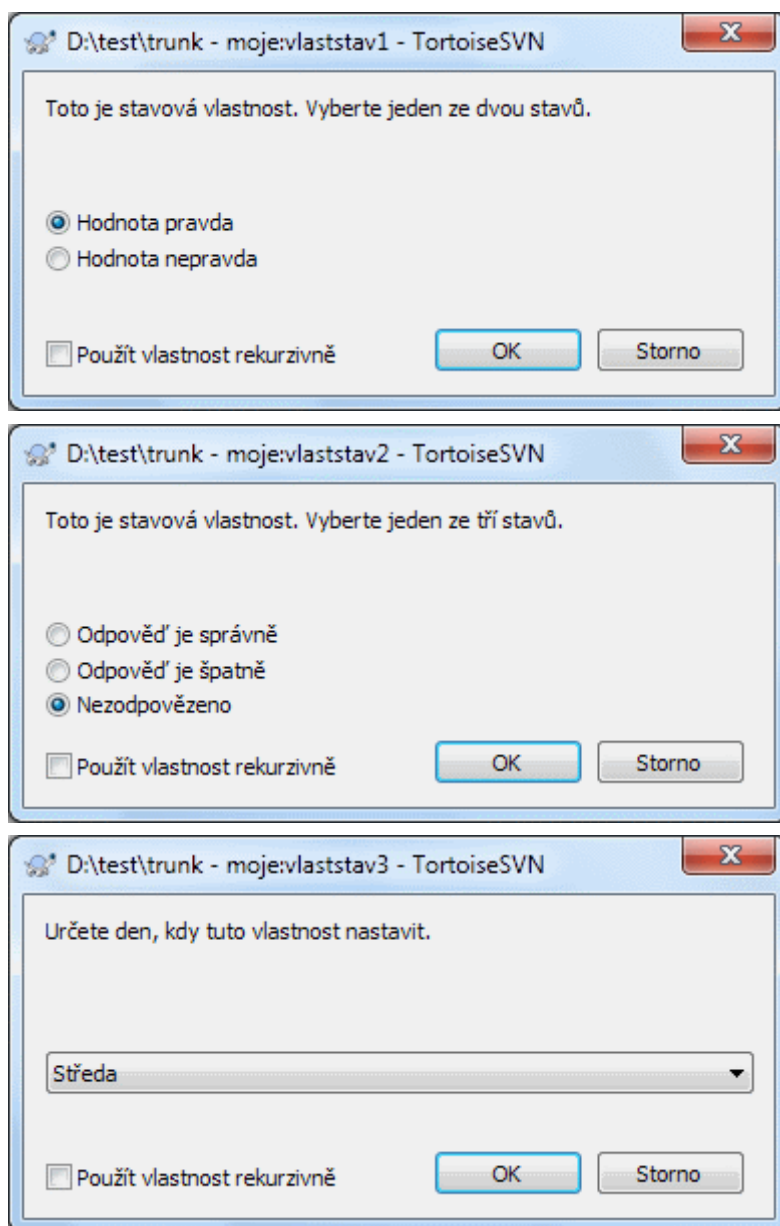 D:\test\trunk - moje:vlaststav1 - TortoiseSVN
Toto je stavová vlastnost. Vyberte jeden ze dvou stavů.
Hodnota pravda
Hodnota nepravda
Použít vlastnost rekurzivně
OK
Storno
D:\test\trunk - moje:vlaststav2 - TortoiseSVN
Toto je stavová vlastnost. Vyberte jeden ze tří stavů.
Odpověď je správně
Odpověď je špatně
Nezodpovězeno
Použít vlastnost rekurzivně
OK
Storno
D:\test\trunk - moje:vlaststav3 - TortoiseSVN
Určete den, kdy tuto vlastnost nastavit.
Středa
Použít vlastnost rekurzivně
OK
Storno